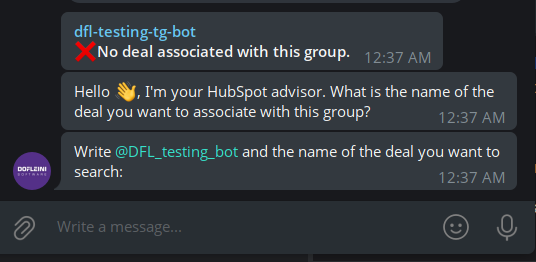 dfl-testing-tg-bot
❌No deal associated with this group.
12:37 AM
Hello 👋, I'm your HubSpot advisor. What is the name of the
deal you want to associate with this group?
12:37 AM
Write @DFL_testing_bot and the name of the deal you want to
search:
12:37 AM
DOFLEINI
SOFTWARE
Write a message...